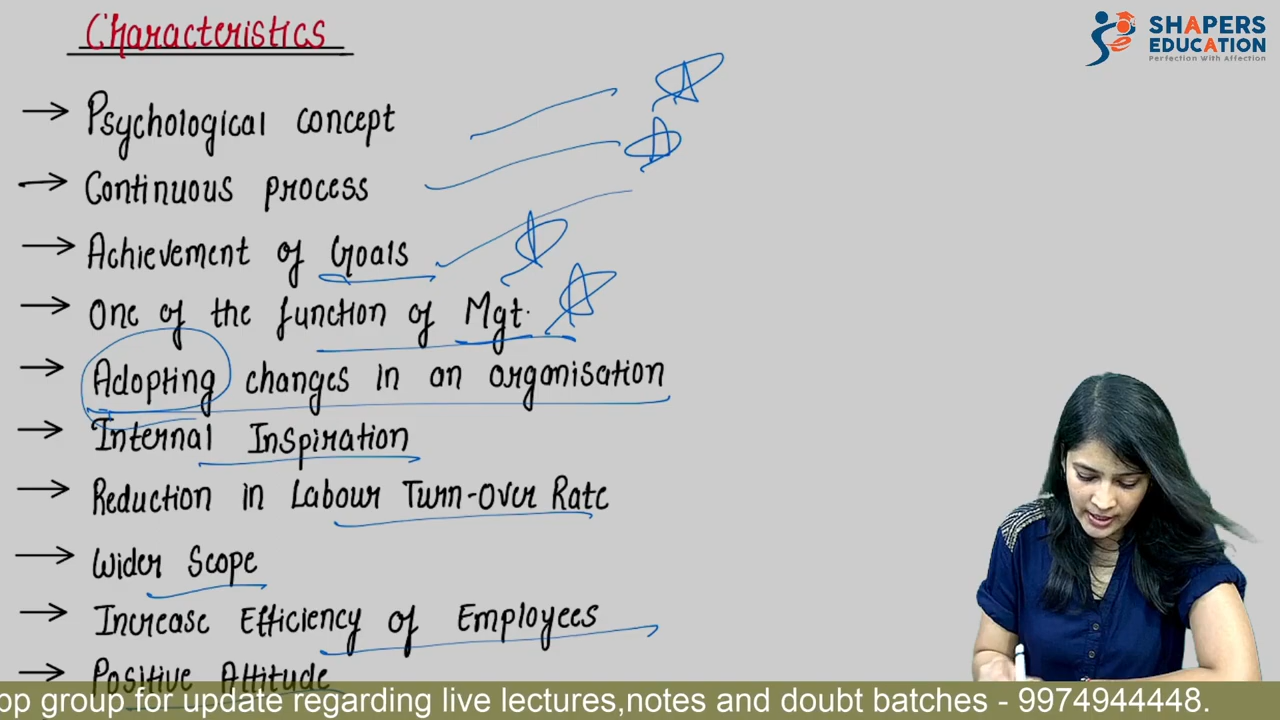 Characteristics
SHAPERS
EDUCATION
Perfection With Affection
→ Psychological concept
→ Continuous process
→ Achievement of Goals
→ One of the function of Mgt.
→ Adopting changes in an organisation
→ Internal Inspiration
→ Reduction in Labour Turn-Over Rate
→ Wider Scope
→ Increase Efficiency of Employees
→ Positive Attitude
pp group for update regarding live lectures,notes and doubt batches - 9974944448.